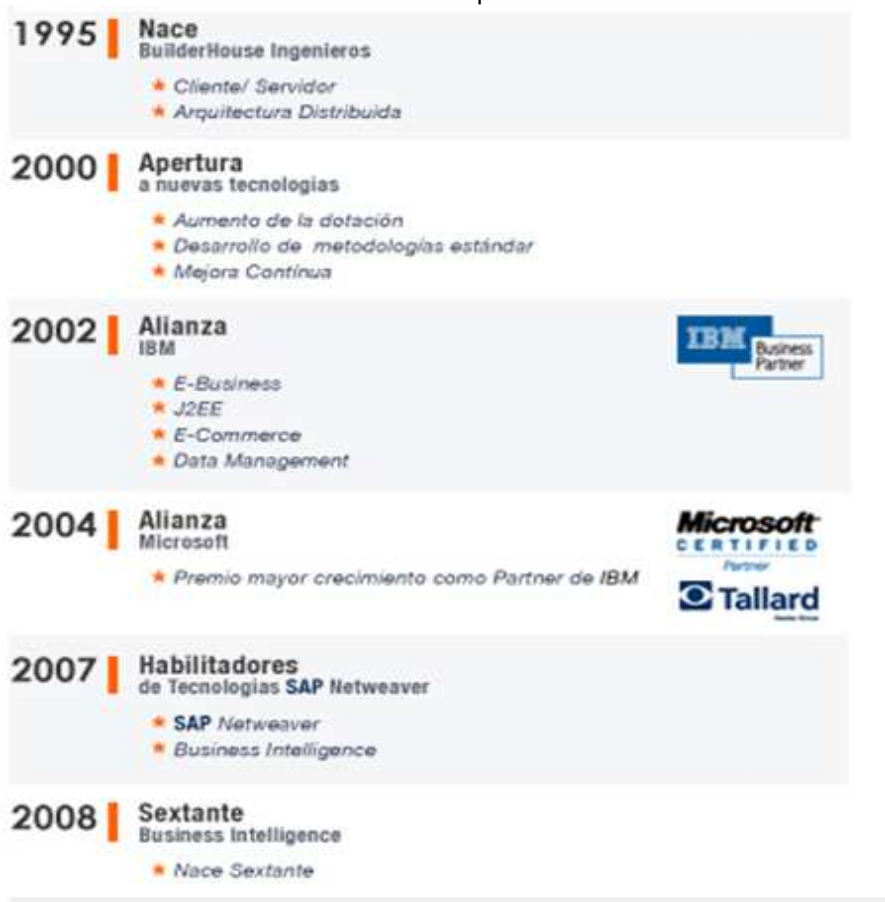 1995
Nace
BuilderHouse Ingenieros
* Cliente/ Servidor
* Arquitectura Distribuida
2000
Apertura
a nuevas tecnologias
* Aumento de la dotación
* Desarrollo de metodologías estándar
* Mejora Contínua
2002
Alianza
IBM
* E-Business
* J2EE
* E-Commerce
* Data Management
IBM
Business
Partner
2004
Alianza
Microsoft
* Premio mayor crecimiento como Partner de IBM
Microsoft
CERTIFIED
Partner
Tallard
2007
Habilitadores
de Tecnologias SAP Netweaver
* SAP Netweaver
* Business Intelligence
2008
Sextante
Business Intelligence
* Nace Sextante